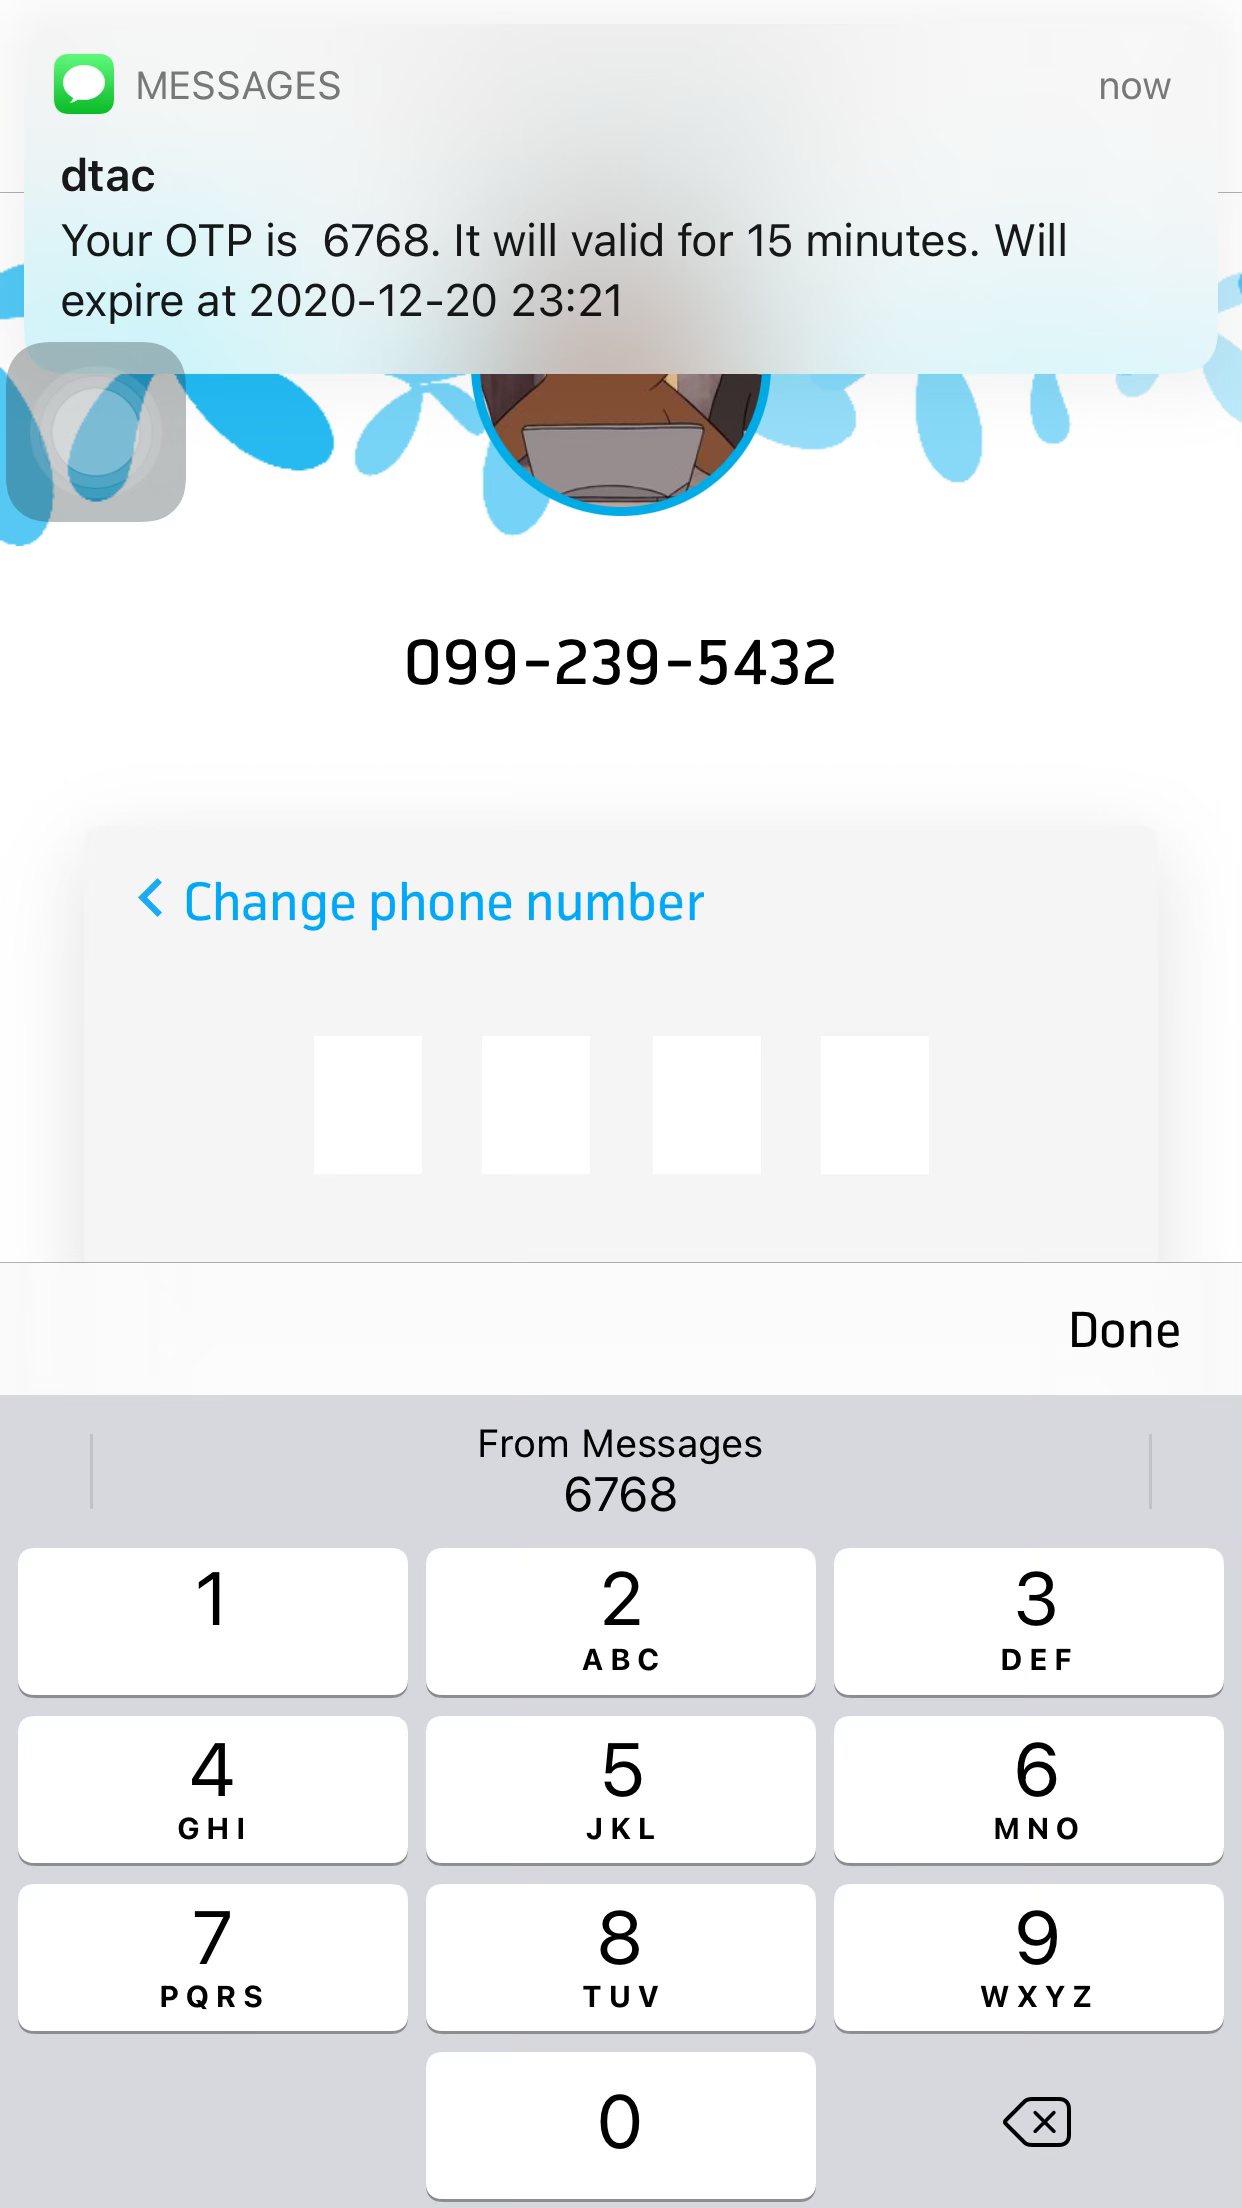 MESSAGES
now
dtac
Your OTP is  6768. It will valid for 15 minutes. Will
expire at 2020-12-20 23:21
099-239-5432
Change phone number
Done
From Messages
6768
1
2
3
ABC
DEF
4
5
6
GHI
JKL
MNO
7
8
9
PQRS
TUV
WXYZ
0